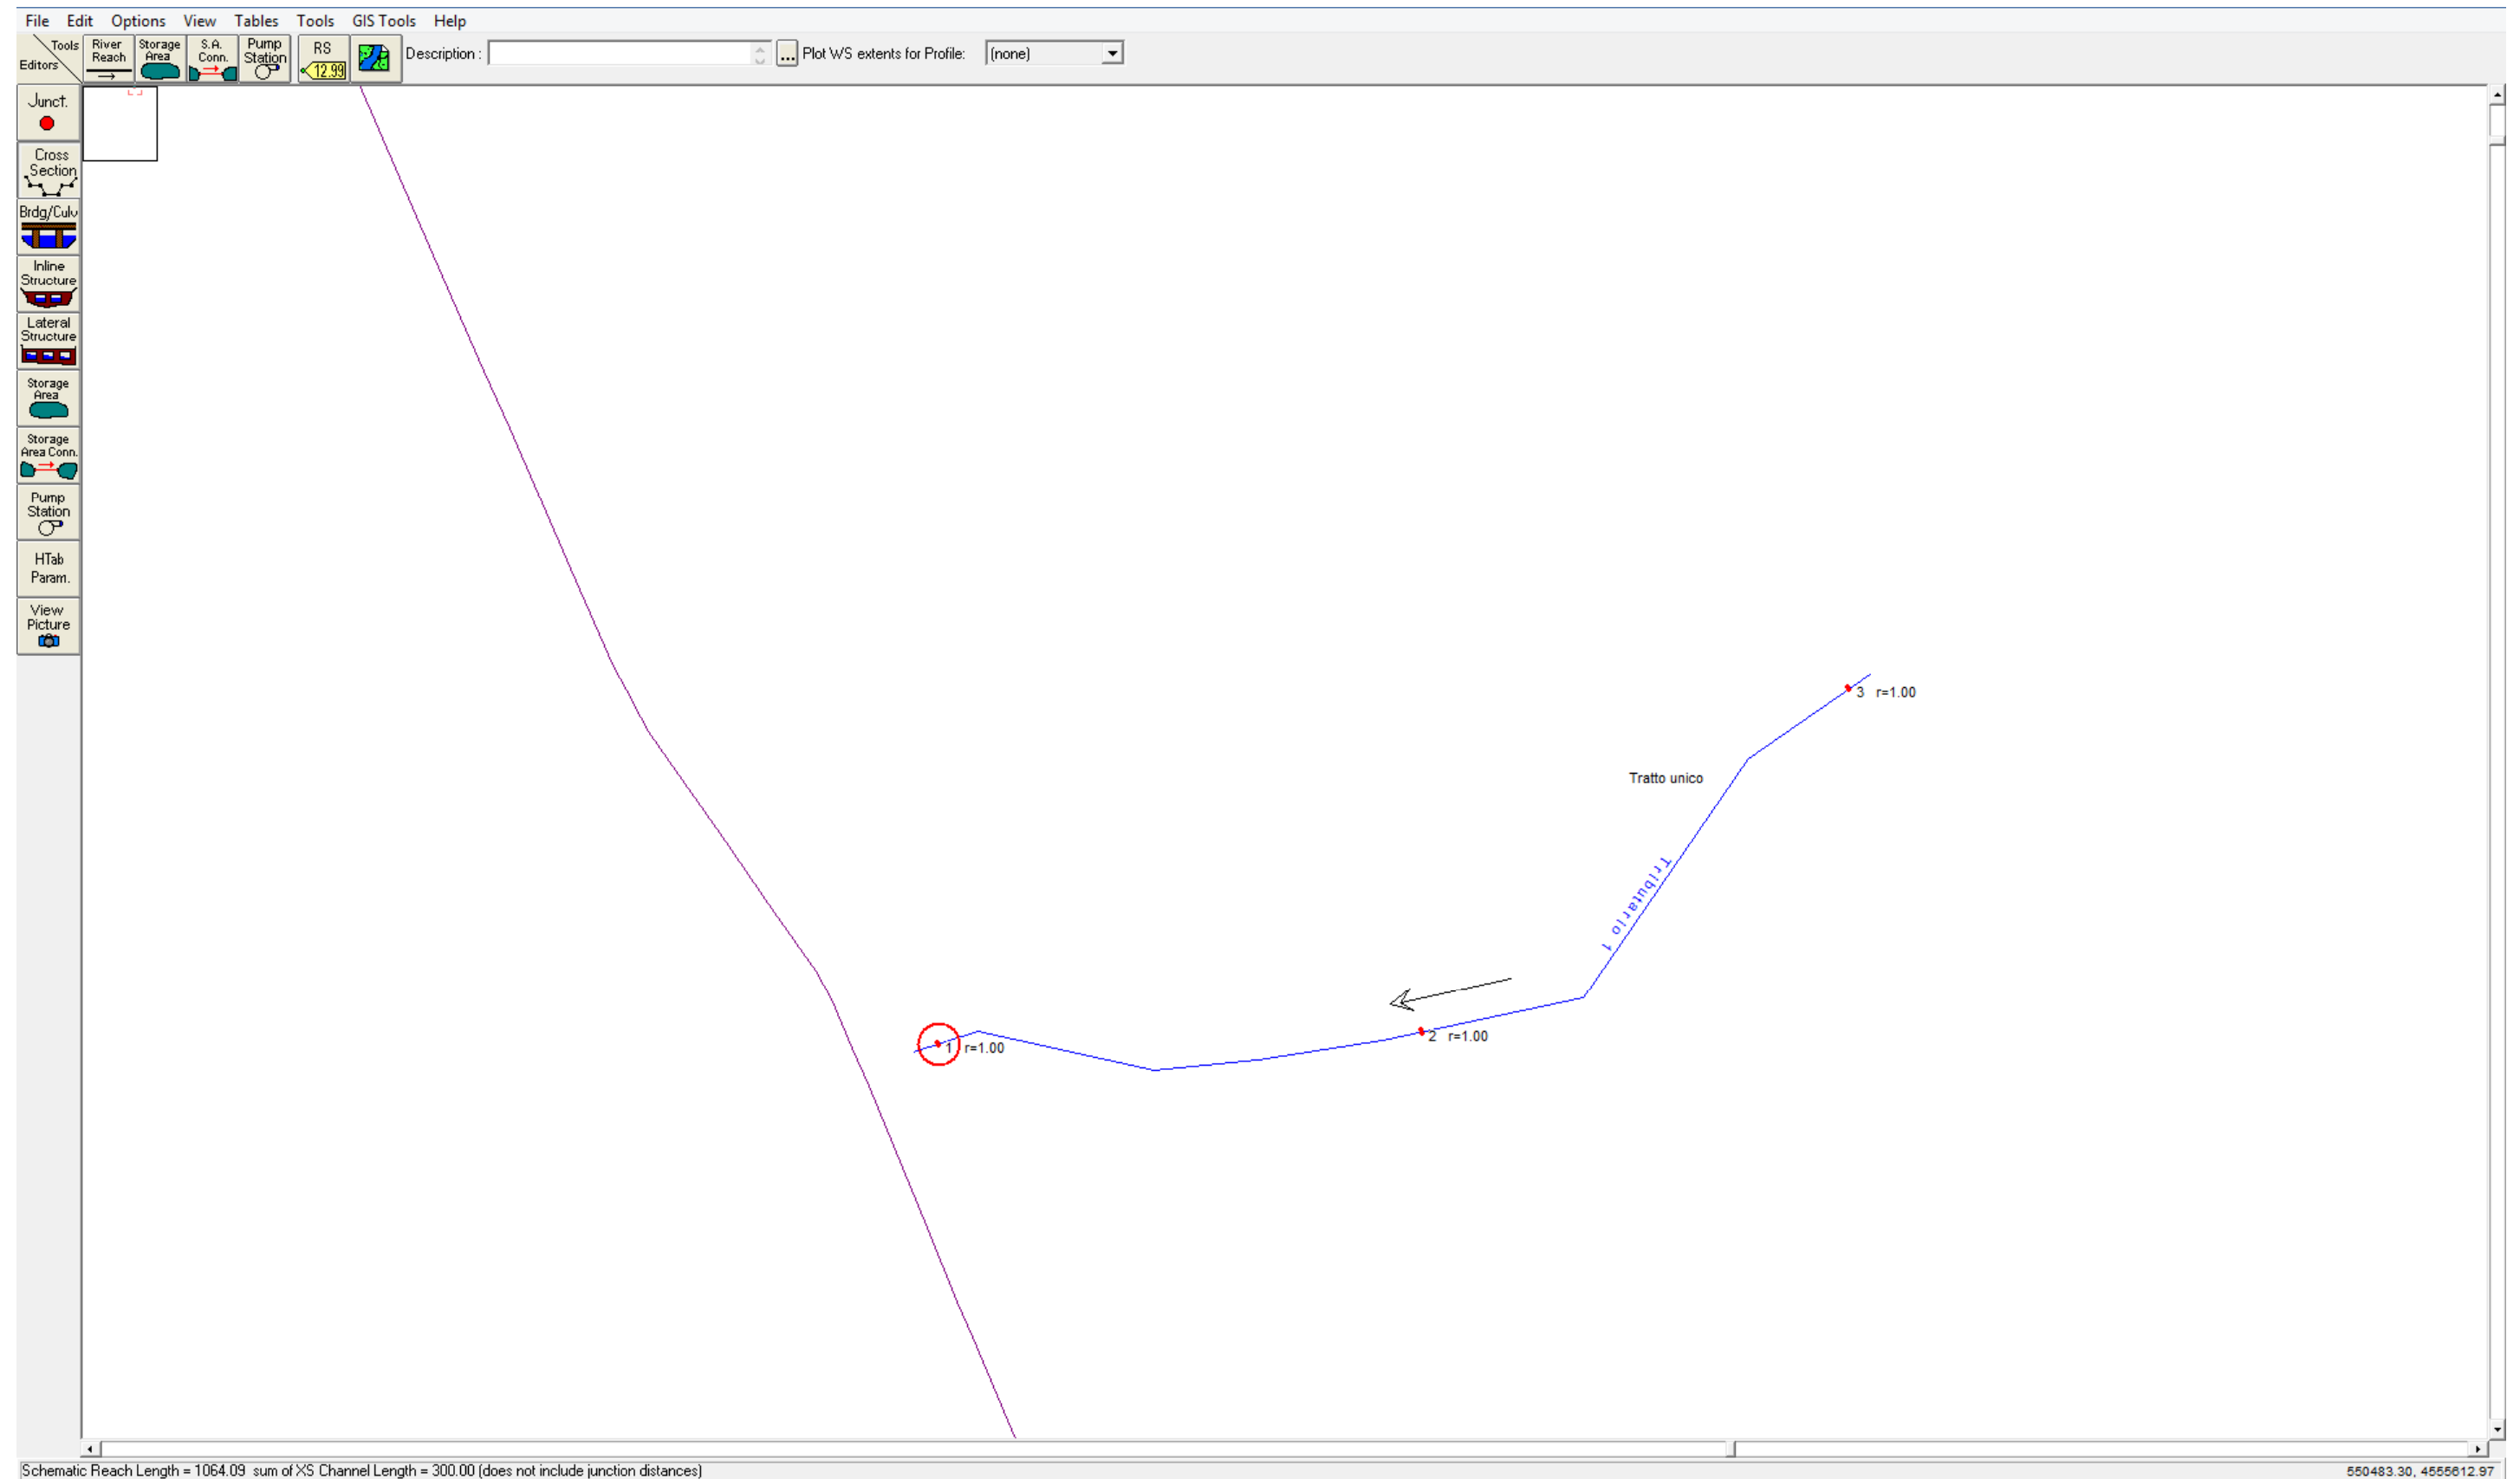 File Edit Options View Tables Tools GIS Tools Help
Tools
Editors
River
Reach
Storage
Area
S.A.
Conn.
Pump
Station
RS
12.99
Description :
...
Plot WS extents for Profile:
(none)
Junct.
Cross
Section
Brdg/Culv
Inline
Structure
Lateral
Structure
Storage
Area
Storage
Area Conn.
Pump
Station
HTab
Param.
View
Picture
3 r=1.00
Tratto unico
Tributario 1
2 r=1.00
1 r=1.00
Schematic Reach Length = 1064.09 sum of XS Channel Length = 300.00 (does not include junction distances)
550483.30, 4555612.97